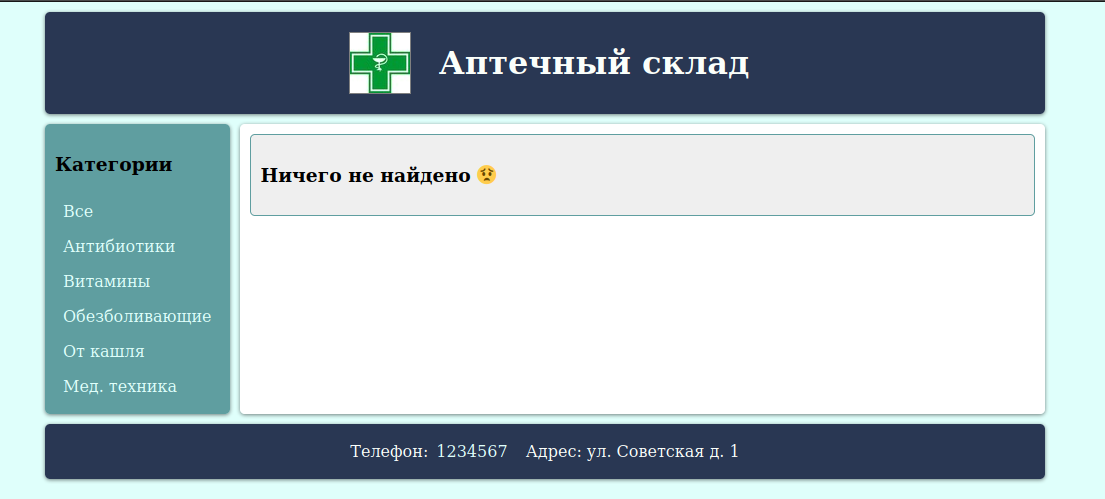 Аптечный склад
Категории
Все
Антибиотики
Витамины
Обезболивающие
От кашля
Мед. техника
Ничего не найдено 😟
Телефон: 1234567 Адрес: ул. Советская д. 1